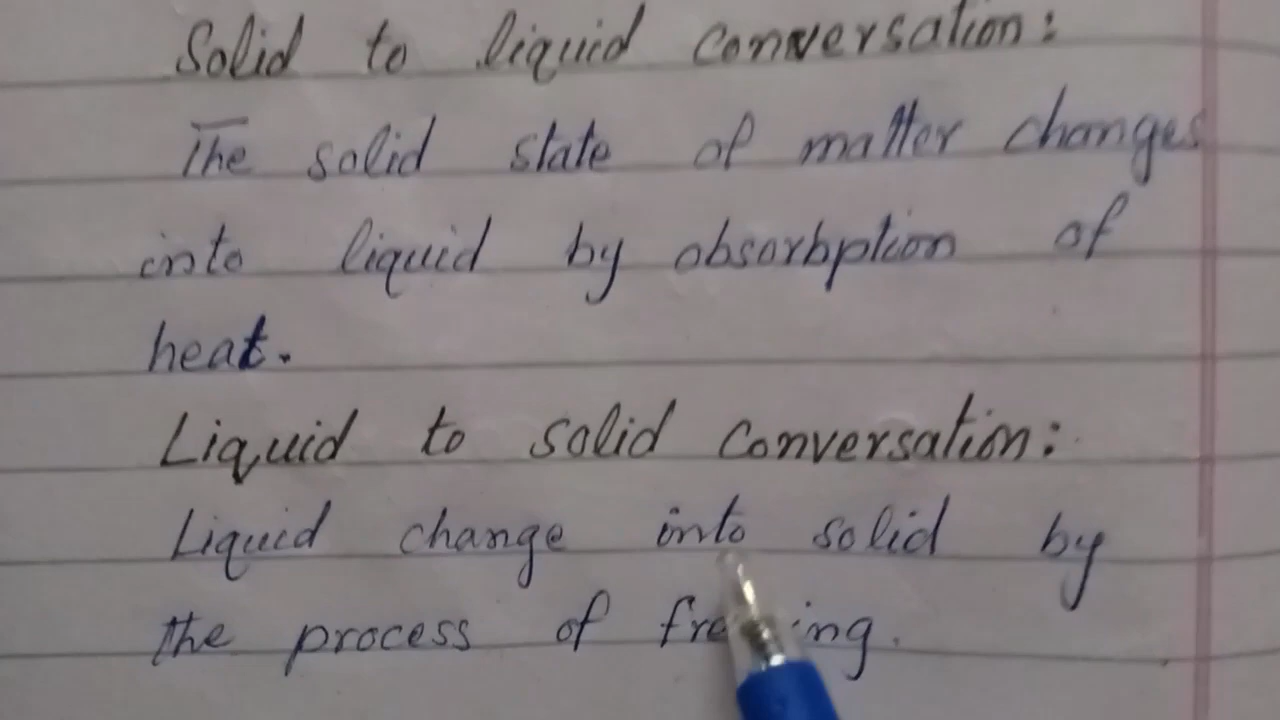 Solid to liquid conversation:
The solid state of matter changes
into liquid by absorbption of
heat.
Liquid to solid conversation:
Liquid change into solid by
the process of